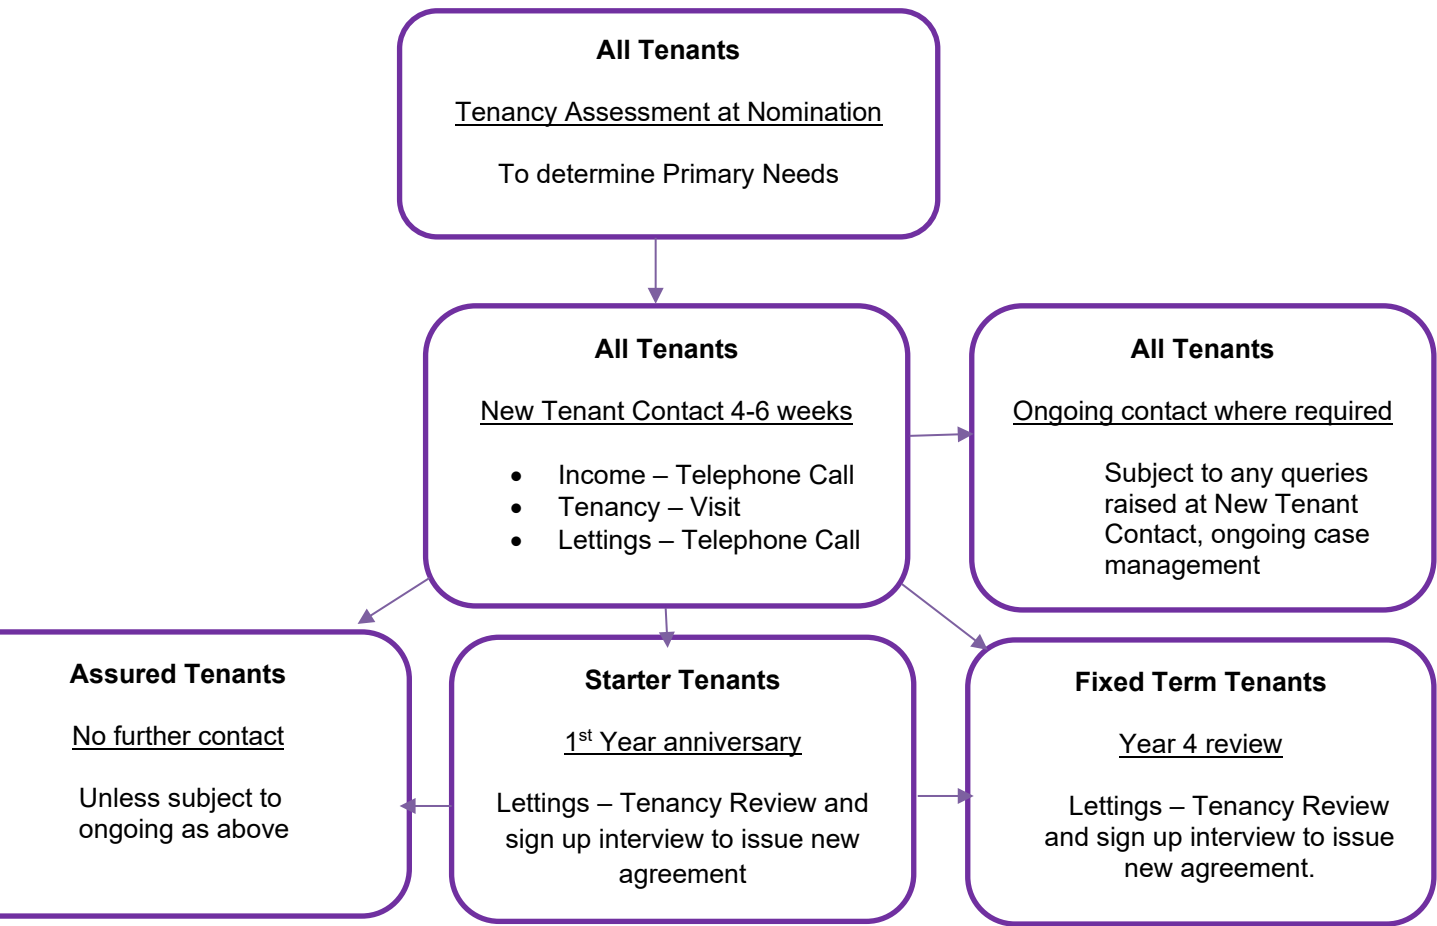 All Tenants
Tenancy Assessment at Nomination
To determine Primary Needs
All Tenants
New Tenant Contact 4-6 weeks
• Income – Telephone Call
• Tenancy – Visit
• Lettings – Telephone Call
All Tenants
Ongoing contact where required
Subject to any queries
raised at New Tenant
Contact, ongoing case
management
Assured Tenants
No further contact
Unless subject to
ongoing as above
Starter Tenants
1st Year anniversary
Lettings – Tenancy Review and
sign up interview to issue new
agreement
Fixed Term Tenants
Year 4 review
Lettings – Tenancy Review
and sign up interview to issue
new agreement.